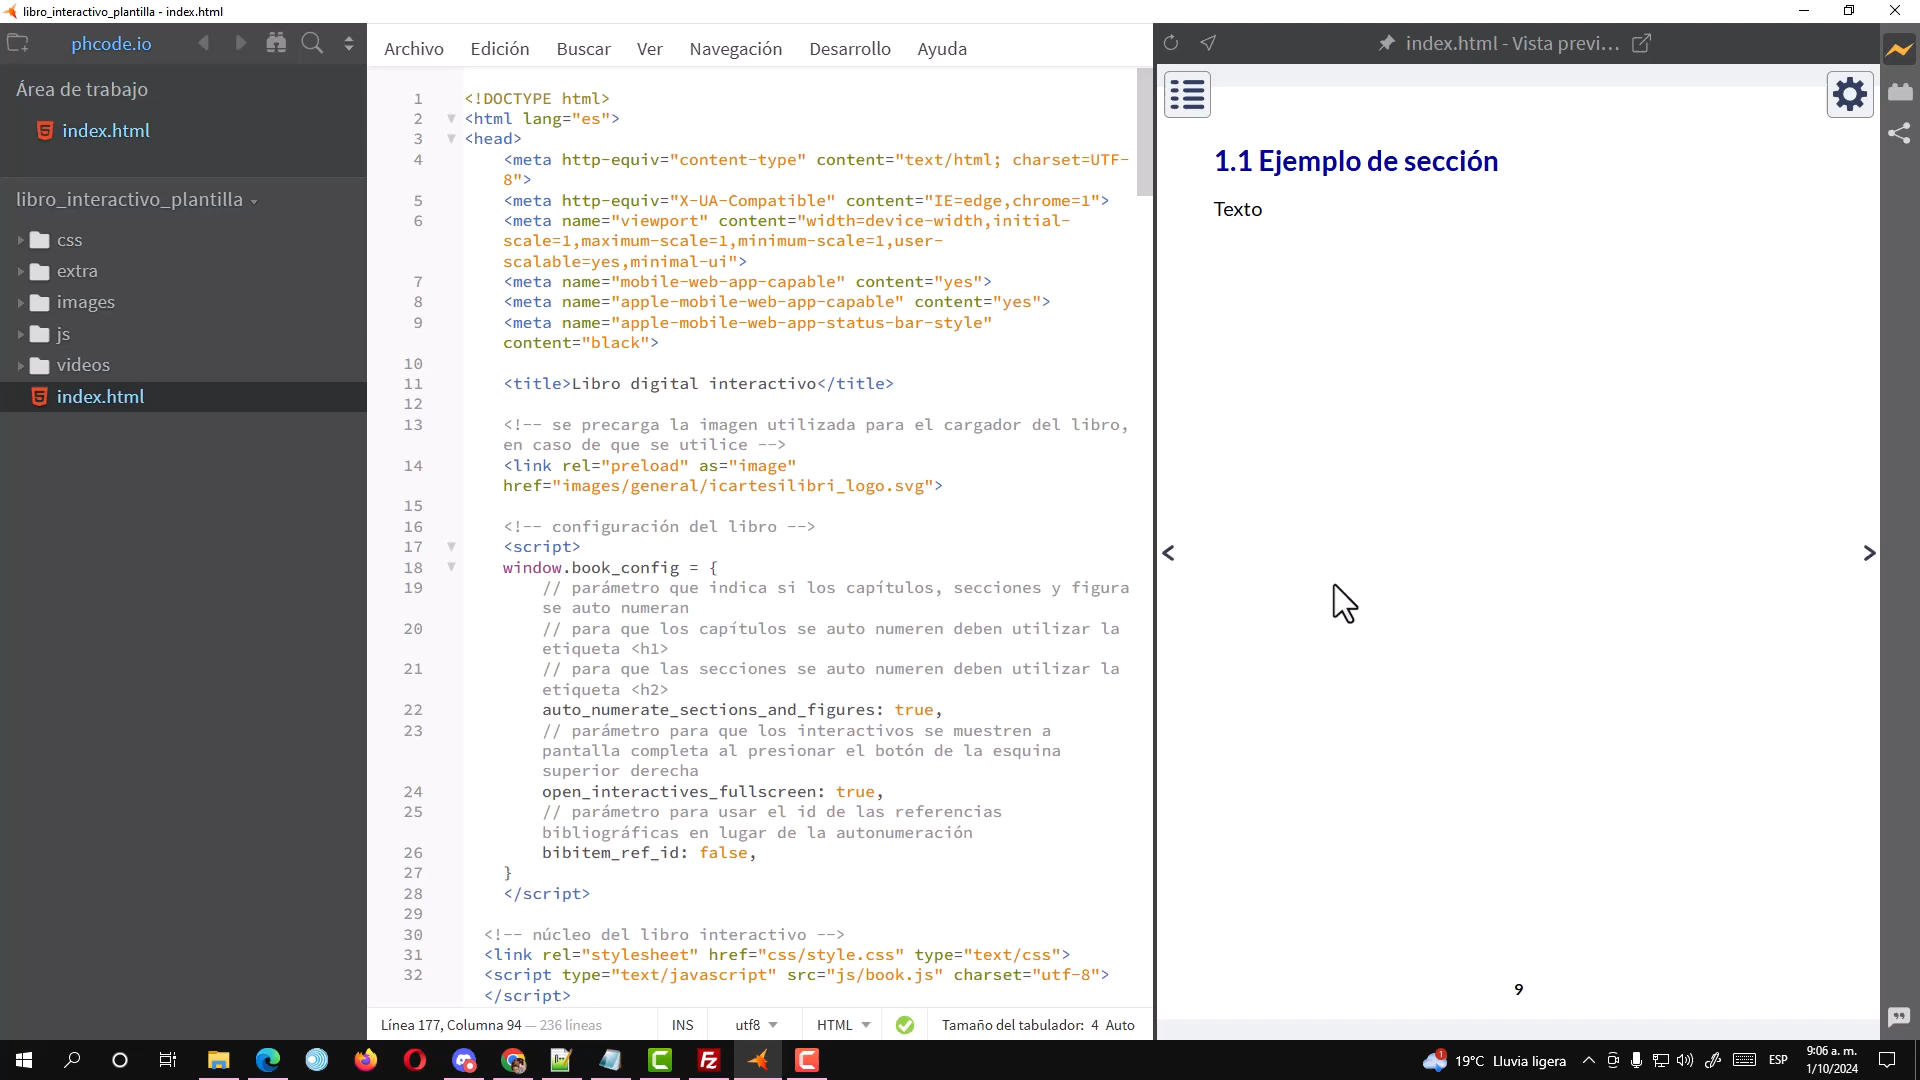 libro_interactivo_plantilla - index.html
phcode.io
Área de trabajo
index.html
libro_interactivo_plantilla
css
extra
images
js
videos
index.html
Archivo Edición Buscar Ver Navegación Desarrollo Ayuda
1 <!DOCTYPE html>
2 <html lang="es">
3 <head>
4 <meta http-equiv="content-type" content="text/html; charset=UTF-
8">
5 <meta http-equiv="X-UA-Compatible" content="IE=edge,chrome=1">
6 <meta name="viewport" content="width=device-width,initial-
scale=1,maximum-scale=1,minimum-scale=1,user-
scalable=yes,minimal-ui">
7 <meta name="mobile-web-app-capable" content="yes">
8 <meta name="apple-mobile-web-app-capable" content="yes">
9 <meta name="apple-mobile-web-app-status-bar-style"
content="black">
10
11 <title>Libro digital interactivo</title>
12
13 <!-- se precarga la imagen utilizada para el cargador del libro,
en caso de que se utilice -->
14 <link rel="preload" as="image"
href="images/general/icartesilibri_logo.svg">
15
16 <!-- configuración del libro -->
17 <script>
18 window.book_config = {
19 // parámetro que indica si los capítulos, secciones y figura
se auto numeran
20 // para que los capítulos se auto numeren deben utilizar la
etiqueta <h1>
21 // para que las secciones se auto numeren deben utilizar la
etiqueta <h2>
22 auto_numerate_sections_and_figures: true,
23 // parámetro para que los interactivos se muestren a
pantalla completa al presionar el botón de la esquina
superior derecha
24 open_interactives_fullscreen: true,
25 // parámetro para usar el id de las referencias
bibliográficas en lugar de la autonumeración
26 bibitem_ref_id: false,
27 }
28 </script>
29
30 <!-- núcleo del libro interactivo -->
31 <link rel="stylesheet" href="css/style.css" type="text/css">
32 <script type="text/javascript" src="js/book.js" charset="utf-8">
</script>
Línea 177, Columna 94 — 236 líneas INS utf8 HTML Tamaño del tabulador: 4 Auto
index.html - Vista previ...
1.1 Ejemplo de sección
Texto
< >
9
1 19°C Lluvia ligera ESP 9:06 a. m.
1/10/2024